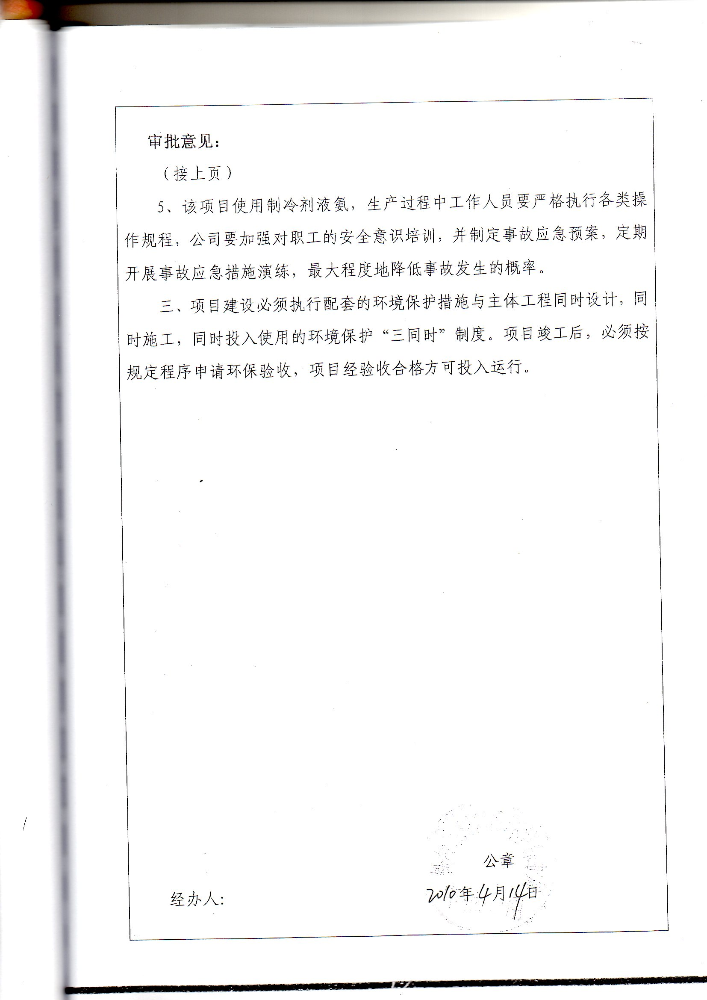 审批意见：
（接上页）
5、该项目使用制冷剂液氨，生产过程中工作人员要严格执行各类操
作规程，公司要加强对职工的安全意识培训，并制定事故应急预案，定期
开展事故应急措施演练，最大程度地降低事故发生的概率。
三、项目建设必须执行配套的环境保护措施与主体工程同时设计，同
时施工，同时投入使用的环境保护“三同时”制度。项目竣工后，必须按
规定程序申请环保验收，项目经验收合格方可投入运行。
公章
经办人： 2010年4月14日